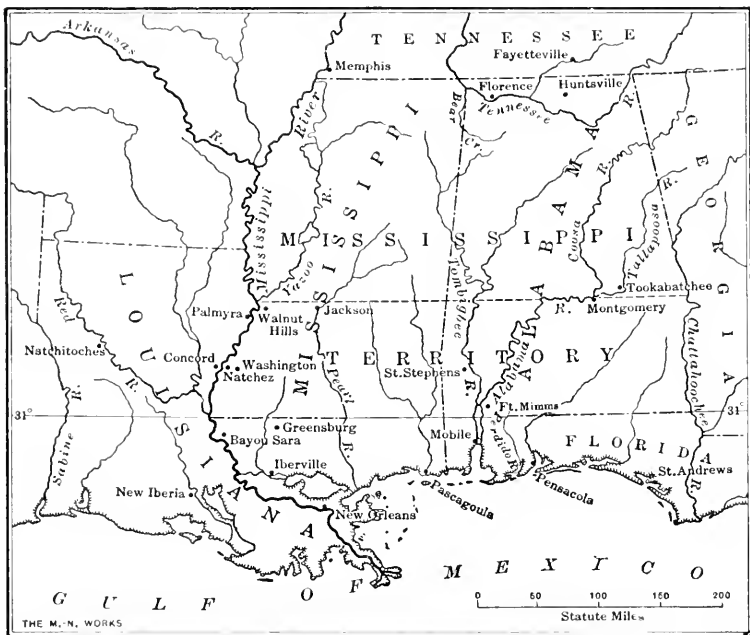 TENNESSEE
Arkansas
R.
Memphis
Fayetteville
Florence
Huntsville
Tennessee
R.
Bear
Cr.
River
Mississippi
MISSISSIPPI
Yazoo
R.
GEORGIA
ALABAMA
Coosa
R.
Tallapoosa
R.
MISSISSIPPI
Tombigbee
R.
LOUISIANA
Red
R.
Palmyra
Walnut
Hills
Jackson
Tookabatchee
R.
Montgomery
Natchitoches
Concord
Washington
Natchez
TERRITORY
St. Stephens
Alabama
Chattahoochee
R.
Pearl
R.
31°
Ft. Mimms
31°
Sabine
R.
Greensburg
Bayou Sara
Mobile
Perdido R.
FLORIDA
Iberville
St. Andrews
New Iberia
Pensacola
Pascagoula
New Orleans
GULF OF MEXICO
0 50 100 150 200
Statute Miles
THE M.-N. WORKS